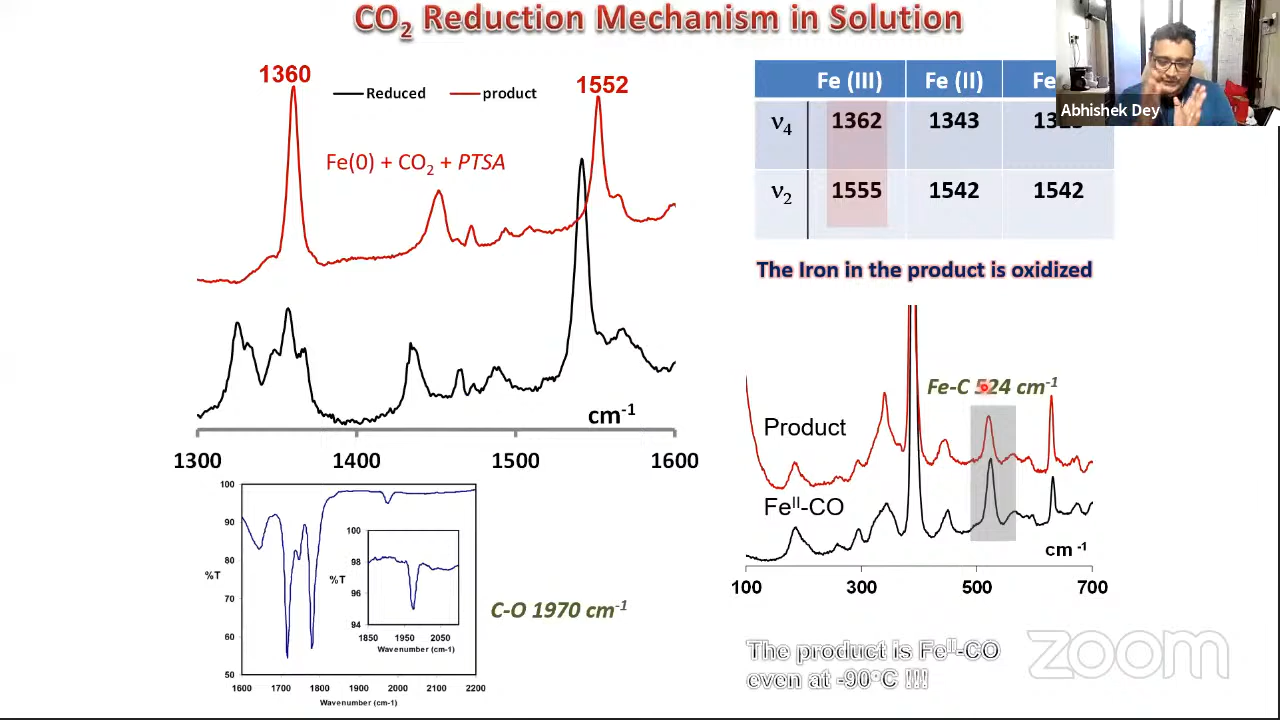 CO2 Reduction Mechanism in Solution
1360
Reduced
product
1552
Fe(0) + CO2 + PTSA
cm-1
1300 1400 1500 1600
Fe (III) Fe (II) Fe
ν4 1362 1343
ν2 1555 1542 1542
Abhishek Dey
The Iron in the product is oxidized
Fe-C 524 cm-1
Product
FeII-CO
cm -1
100 300 500 700
100
90
80
70
60
50
%T
1600 1700 1800 1900 2000 2100 2200
Wavenumber (cm-1)
100
98
96
94
%T
1850 1950 2050
Wavenumber (cm-1)
C-O 1970 cm-1
The product is FeII-CO
even at -90°C !!!
zoom